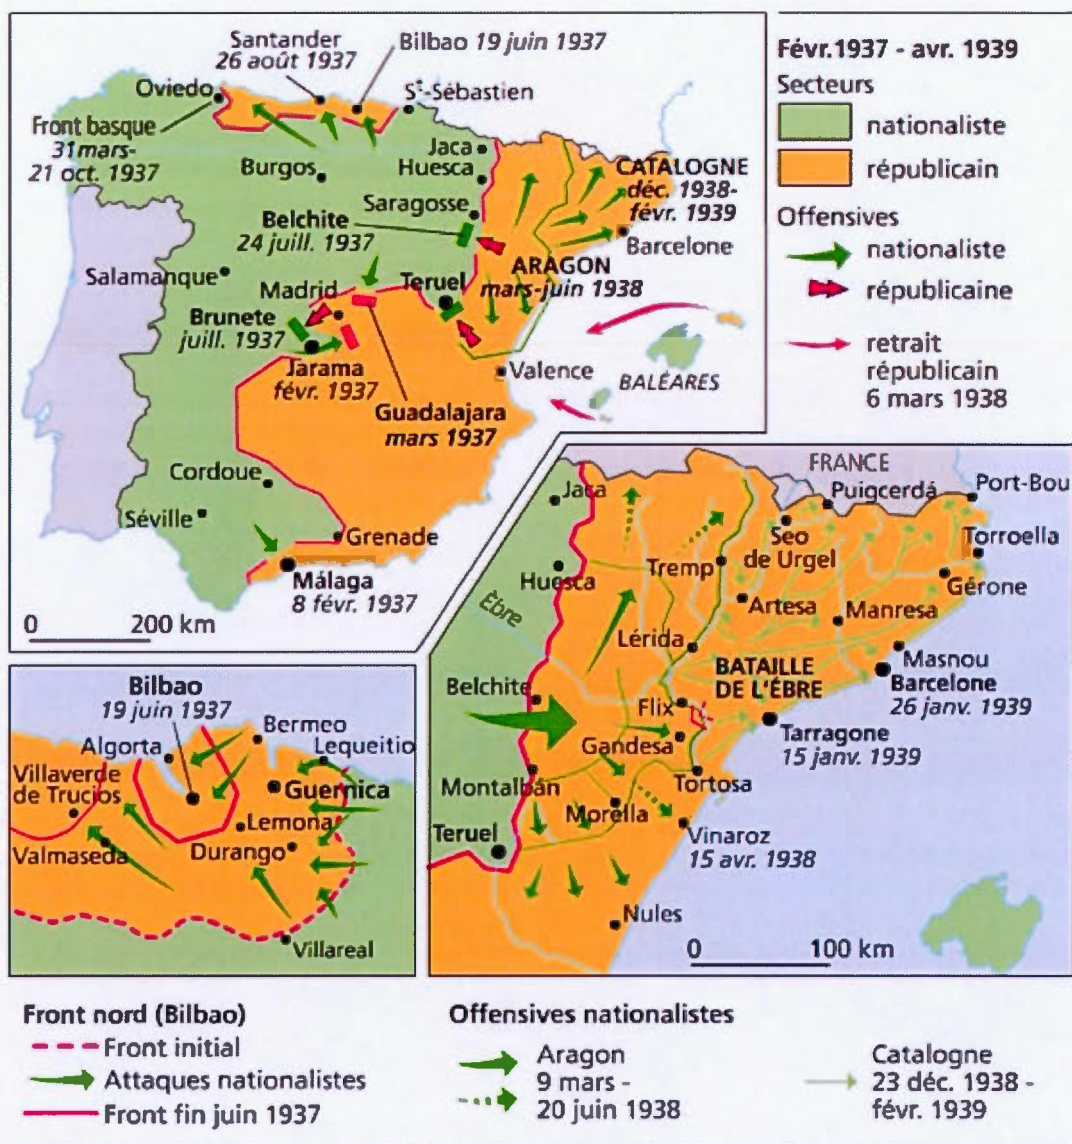 Santander
26 août 1937
Bilbao 19 juin 1937
Oviedo
St-Sébastien
Front basque
31 mars-
21 oct. 1937
Jaca
Huesca
Burgos
CATALOGNE
déc. 1938-
févr. 1939
Saragosse
Belchite
24 juill. 1937
Barcelone
Salamanque
Madrid
Teruel
ARAGON
mars-juin 1938
Brunete
juill. 1937
Jarama
févr. 1937
Valence
BALÉARES
Guadalajara
mars 1937
Cordoue
Séville
Grenade
Málaga
8 févr. 1937
0 200 km
Févr.1937 - avr. 1939
Secteurs
nationaliste
républicain
Offensives
nationaliste
républicaine
retrait
républicain
6 mars 1938
Bilbao
19 juin 1937
Bermeo
Algorta
Lequeitio
Villaverde
de Trucios
Guernica
Lemona
Valmaseda
Durango
Villareal
FRANCE
Jaca
Puigcerdá
Port-Bou
Seo
de Urgel
Torroella
Huesca
Tremp
Gérone
Èbre
Artesa
Manresa
Lérida
Masnou
BATAILLE
DE L'ÉBRE
Barcelone
26 janv. 1939
Belchite
Flix
Gandesa
Tarragone
15 janv. 1939
Montalbán
Tortosa
Morella
Teruel
Vinaroz
15 avr. 1938
Nules
0 100 km
Front nord (Bilbao)
Front initial
Attaques nationalistes
Front fin juin 1937
Offensives nationalistes
Aragon
9 mars -
20 juin 1938
Catalogne
23 déc. 1938 -
févr. 1939